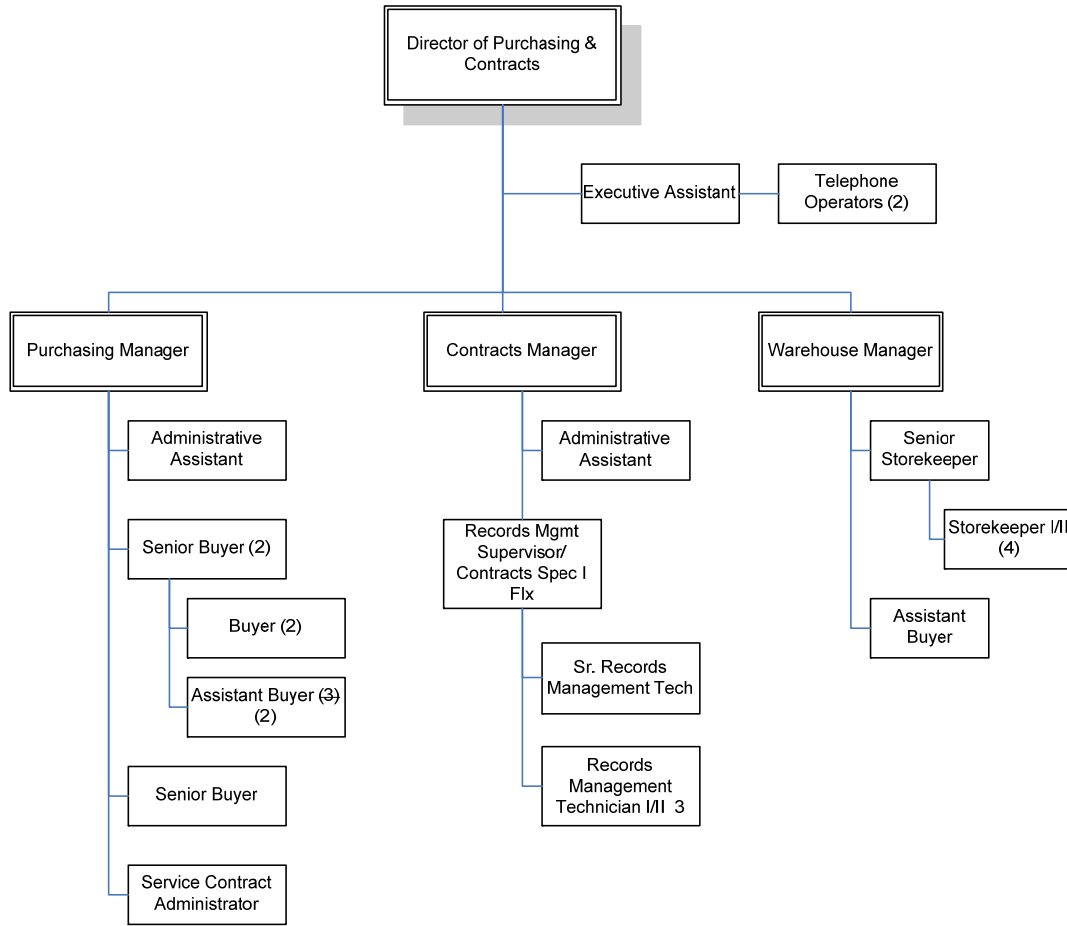 Director of Purchasing &
Contracts
Executive Assistant
Telephone
Operators (2)
Purchasing Manager
Contracts Manager
Warehouse Manager
Administrative
Assistant
Senior Buyer (2)
Buyer (2)
Assistant Buyer (3)
(2)
Senior Buyer
Service Contract
Administrator
Administrative
Assistant
Records Mgmt
Supervisor/
Contracts Spec I
Flx
Sr. Records
Management Tech
Records
Management
Technician I/II 3
Senior
Storekeeper
Storekeeper I/II
(4)
Assistant
Buyer